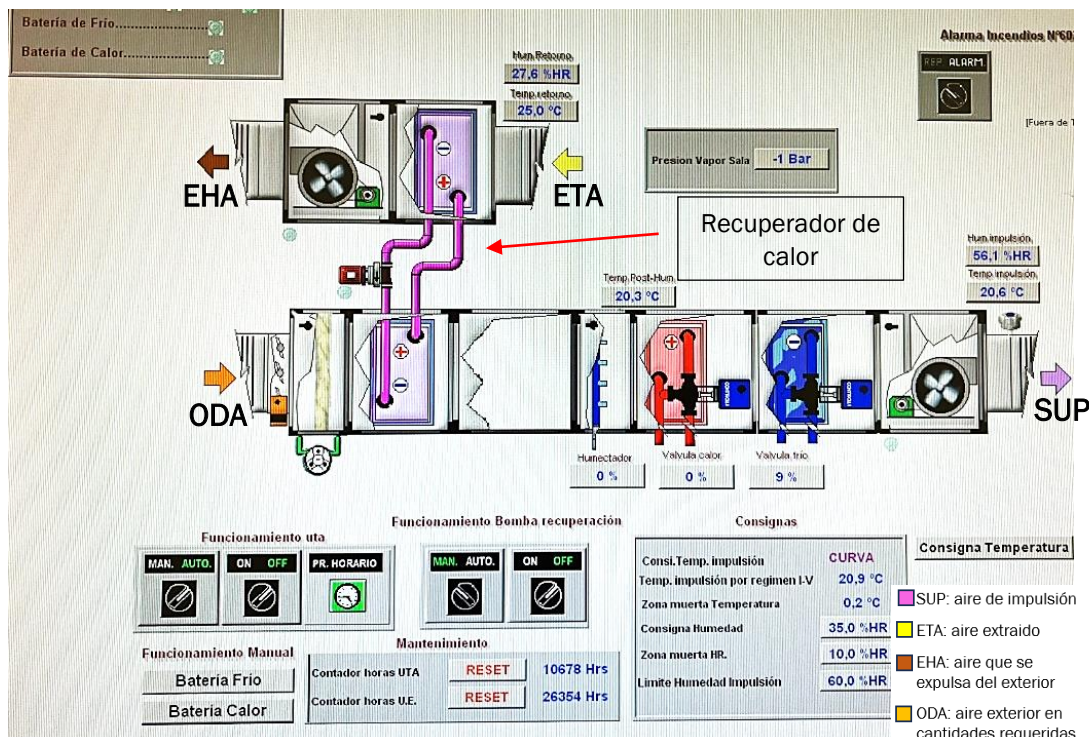 Batería de Frío
Batería de Calor
Alarma Incendios Nº60
REP. ALARM.
[Fuera de T
Hum.Retorno
27,6 %HR
Temp.retorno
25,0 °C
Presion Vapor Sala
-1 Bar
EHA
ETA
Recuperador de
calor
Hum.impulsión
56,1 %HR
Temp.impulsión
20,6 °C
Temp.Post-Hum.
20,3 °C
ODA
SUP
Humectador
0 %
Valvula calor
0 %
Valvula frio
9 %
Funcionamiento uta
MAN. AUTO.
ON OFF
PR. HORARIO
Funcionamiento Bomba recuperación
MAN. AUTO.
ON OFF
Consignas
Consi.Temp. impulsión
CURVA
Temp. impulsión por regimen I-V
20,9 °C
Zona muerta Temperatura
0,2 °C
Consigna Humedad
35,0 %HR
Zona muerta HR.
10,0 %HR
Limite Humedad Impulsión
60,0 %HR
Consigna Temperatura
Funcionamiento Manual
Batería Frío
Batería Calor
Mantenimiento
Contador horas UTA
RESET
10678 Hrs
Contador horas U.E.
RESET
26354 Hrs
SUP: aire de impulsión
ETA: aire extraido
EHA: aire que se
expulsa del exterior
ODA: aire exterior en
cantidades requeridas